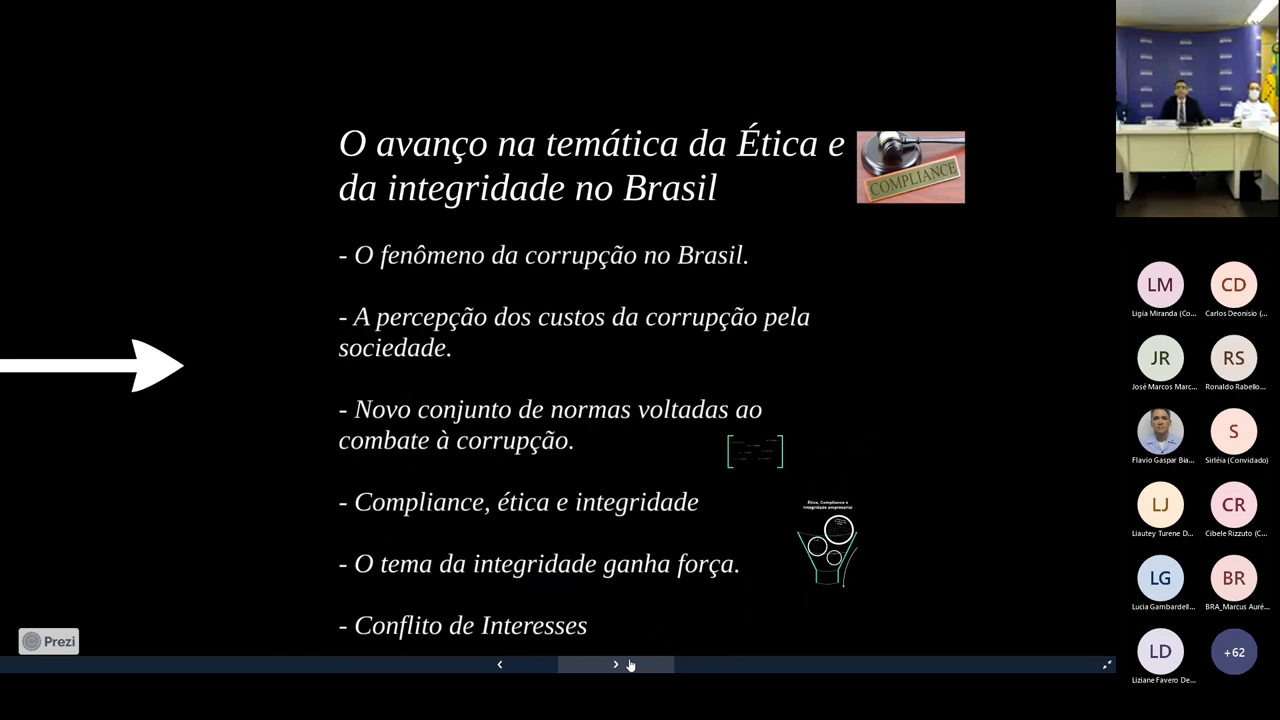 O avanço na temática da Ética e
da integridade no Brasil
COMPLIANCE
- O fenômeno da corrupção no Brasil.
- A percepção dos custos da corrupção pela
sociedade.
- Novo conjunto de normas voltadas ao
combate à corrupção.
- Compliance, ética e integridade
Ética, Compliance e
integridade empresarial
- O tema da integridade ganha força.
- Conflito de Interesses
Prezi
LM
Ligia Miranda (Co...
CD
Carlos Deonisio (...
JR
José Marcos Marc...
RS
Ronaldo Rabello...
Flavio Gaspar Bia...
S
Sirléia (Convidado)
LJ
Liautey Turene D...
CR
Cibele Rizzuto (C...
LG
Lucia Gambardell...
BR
BRA_Marcus Auré...
LD
Liziane Favero De...
+62